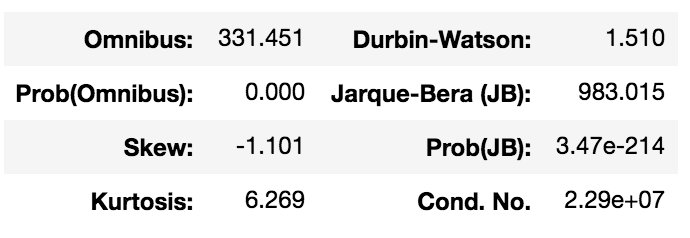 Omnibus: 331.451 Durbin-Watson: 1.510
Prob(Omnibus): 0.000 Jarque-Bera (JB): 983.015
Skew: -1.101 Prob(JB): 3.47e-214
Kurtosis: 6.269 Cond. No. 2.29e+07